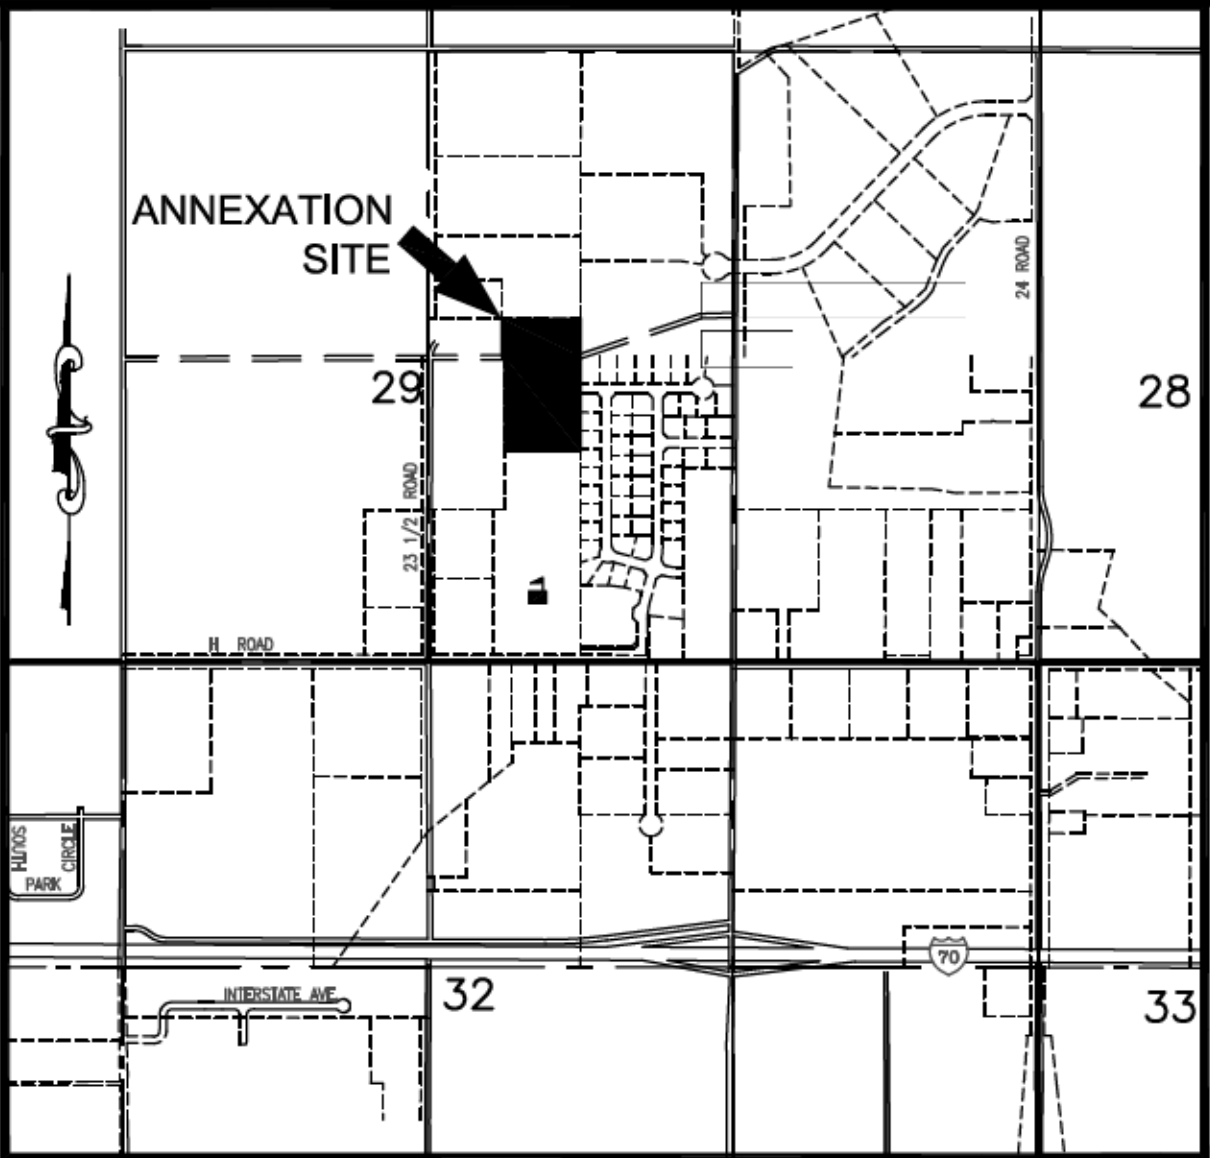 ANNEXATION
SITE
24 ROAD
29
28
23 1/2 ROAD
H ROAD
SOUTH
PARK
CIRCLE
70
INTERSTATE AVE
32
33